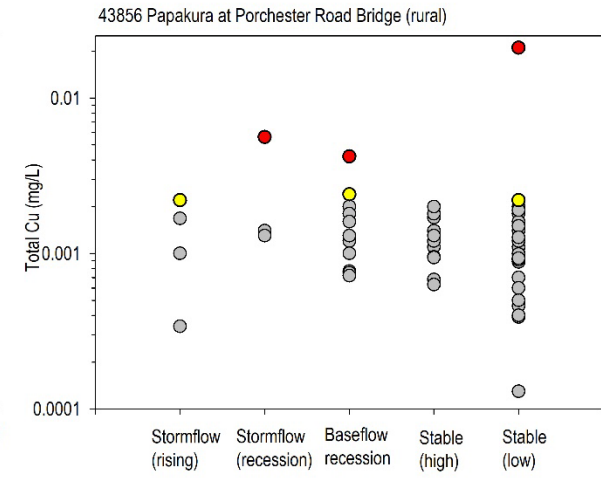 43856 Papakura at Porchester Road Bridge (rural)
0.01
0.001
0.0001
Total Cu (mg/L)
Stormflow (rising)
Stormflow (recession)
Baseflow recession
Stable (high)
Stable (low)